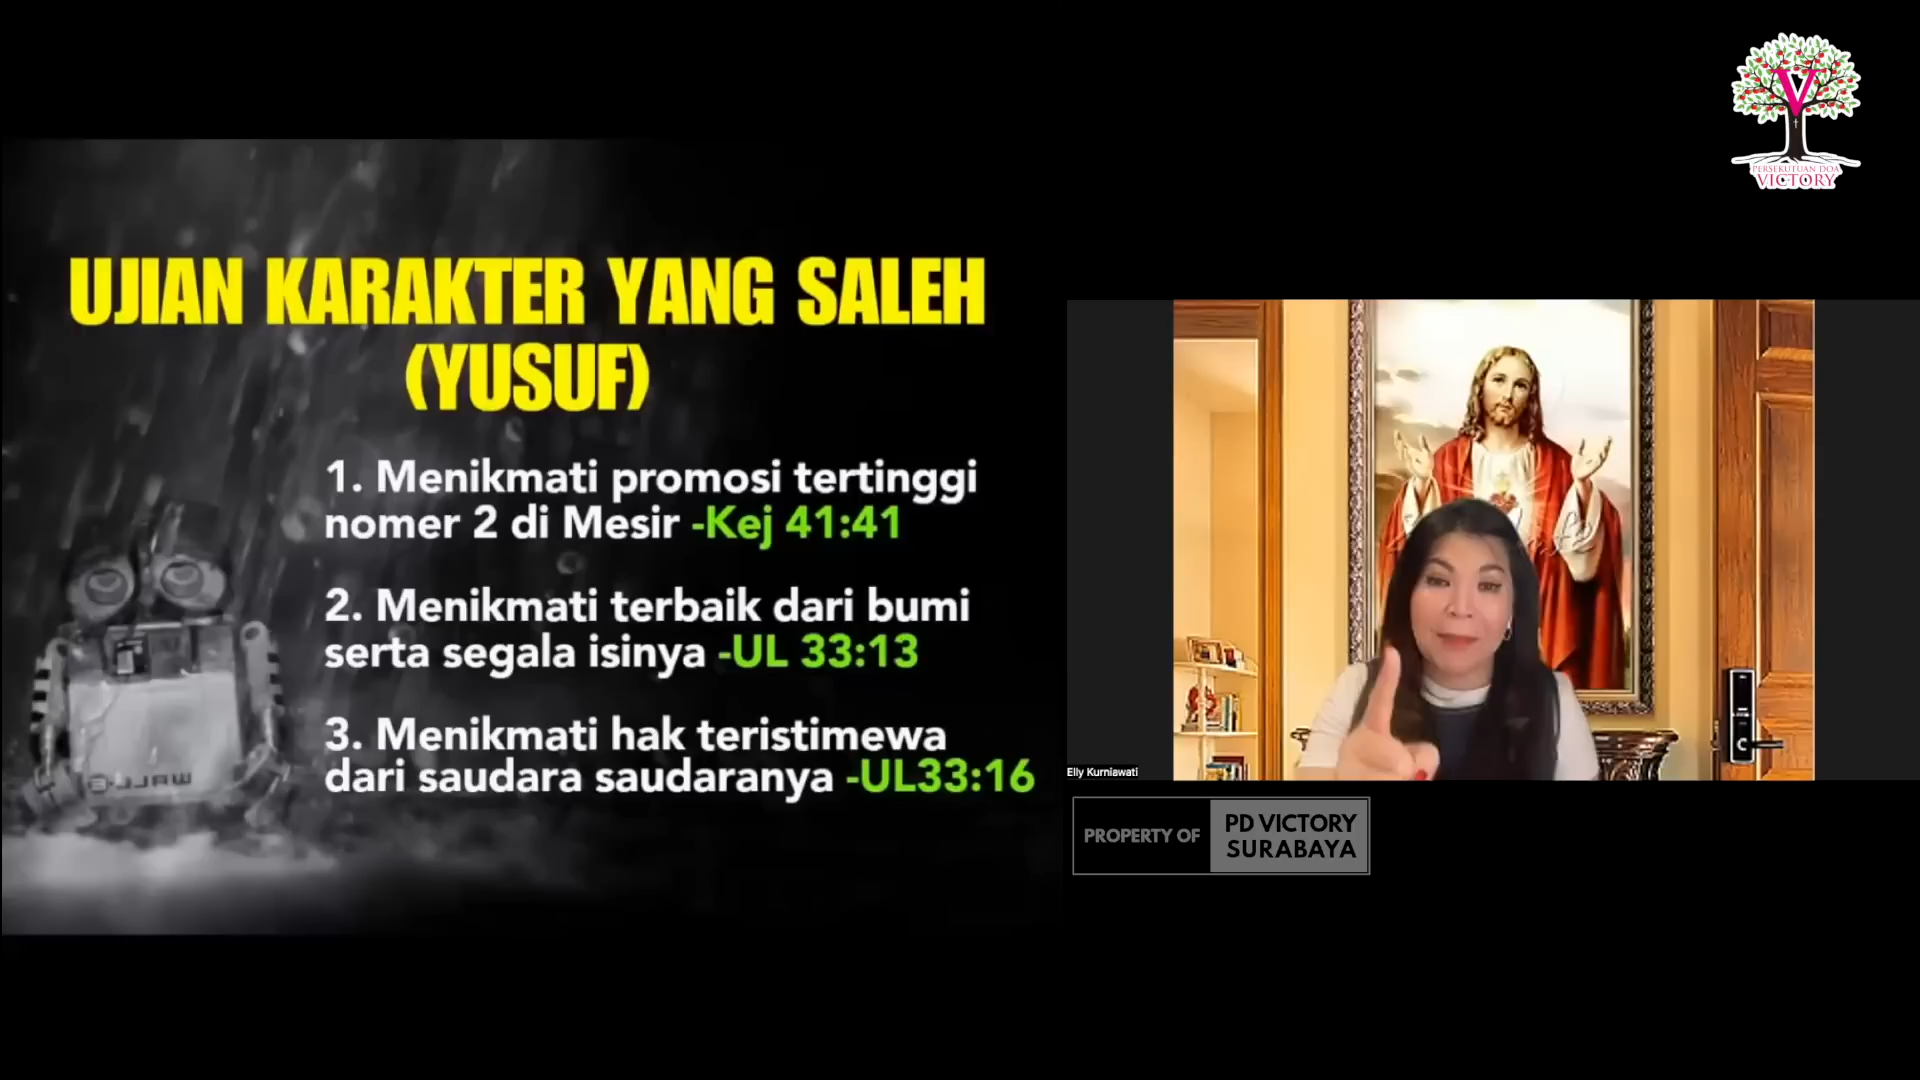 UJIAN KARAKTER YANG SALEH
(YUSUF)
1. Menikmati promosi tertinggi
nomer 2 di Mesir -Kej 41:41
2. Menikmati terbaik dari bumi
serta segala isinya -UL 33:13
3. Menikmati hak teristimewa
dari saudara saudaranya -UL33:16
WALL-E
V
PERSEKUTUAN DOA
VICTORY
Elly Kurniawati
PROPERTY OF
PD VICTORY
SURABAYA